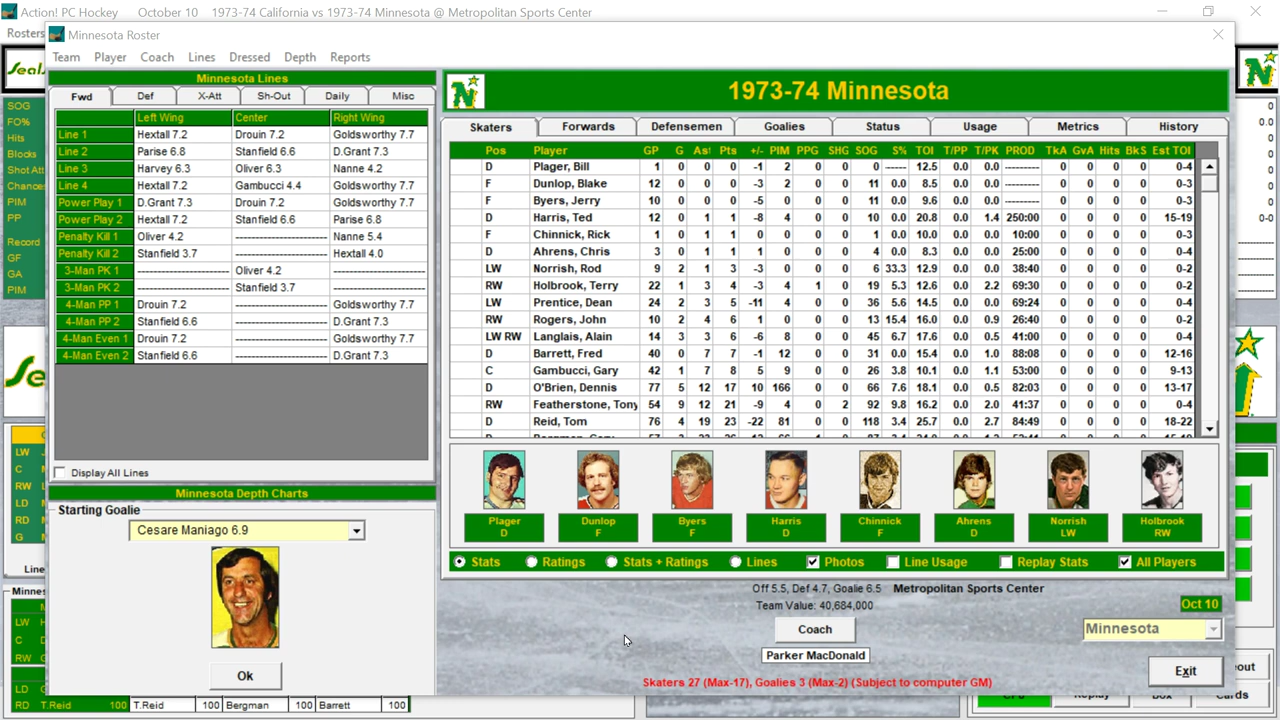 Action! PC Hockey October 10 1973-74 California vs 1973-74 Minnesota @ Metropolitan Sports Center
Rosters
Minnesota Roster
Team Player Coach Lines Dressed Depth Reports
Minnesota Lines
Fwd Def X-Att Sh-Out Daily Misc
Left Wing Center Right Wing
Line 1 Hextall 7.2 Drouin 7.2 Goldsworthy 7.7
Line 2 Parise 6.8 Stanfield 6.6 D.Grant 7.3
Line 3 Harvey 6.3 Oliver 6.3 Nanne 4.2
Line 4 Hextall 7.2 Gambucci 4.4 Goldsworthy 7.7
Power Play 1 D.Grant 7.3 Drouin 7.2 Goldsworthy 7.7
Power Play 2 Hextall 7.2 Stanfield 6.6 Parise 6.8
Penalty Kill 1 Oliver 4.2 ---------------------- Nanne 5.4
Penalty Kill 2 Stanfield 3.7 ---------------------- Hextall 4.0
3-Man PK 1 ---------------------- Oliver 4.2 ----------------------
3-Man PK 2 ---------------------- Stanfield 3.7 ----------------------
4-Man PP 1 Drouin 7.2 ---------------------- Goldsworthy 7.7
4-Man PP 2 Stanfield 6.6 ---------------------- D.Grant 7.3
4-Man Even 1 Drouin 7.2 ---------------------- Goldsworthy 7.7
4-Man Even 2 Stanfield 6.6 ---------------------- D.Grant 7.3
Display All Lines
Minnesota Depth Charts
Starting Goalie
Cesare Maniago 6.9
Ok
1973-74 Minnesota
Skaters Forwards Defensemen Goalies Status Usage Metrics History
Pos Player GP G Ast Pts +/- PIM PPG SHG SOG S% TOI T/PP T/PK PROD TkA GvA Hits BkS Est TOI
D Plager, Bill 1 0 0 0 -1 2 0 0 0 ----- 12.5 0.0 0.0 --------- 0 0 0 0 0-4
F Dunlop, Blake 12 0 0 0 -3 2 0 0 11 0.0 8.5 0.0 0.0 --------- 0 0 0 0 0-3
F Byers, Jerry 10 0 0 0 -5 0 0 0 11 0.0 9.6 0.0 0.0 --------- 0 0 0 0 0-3
D Harris, Ted 12 0 1 1 -8 4 0 0 10 0.0 20.8 0.0 1.4 250:00 0 0 0 0 15-19
F Chinnick, Rick 1 0 1 1 0 0 0 0 1 0.0 10.0 0.0 0.0 10:00 0 0 0 0 0-3
D Ahrens, Chris 3 0 1 1 1 0 0 0 4 0.0 8.3 0.0 0.0 25:00 0 0 0 0 0-4
LW Norrish, Rod 9 2 1 3 -3 0 0 0 6 33.3 12.9 0.0 0.0 38:40 0 0 0 0 0-2
RW Holbrook, Terry 22 1 3 4 -3 4 1 0 19 5.3 12.6 0.0 2.2 69:30 0 0 0 0 0-2
LW Prentice, Dean 24 2 3 5 -11 4 0 0 36 5.6 14.5 0.0 0.0 69:24 0 0 0 0 0-4
RW Rogers, John 10 2 4 6 1 0 0 0 13 15.4 16.0 0.0 0.9 26:40 0 0 0 0 0-2
LW RW Langlais, Alain 14 3 3 6 -6 8 0 0 45 6.7 17.6 0.0 0.5 41:00 0 0 0 0 0-4
D Barrett, Fred 40 0 7 7 -1 12 0 0 31 0.0 15.4 0.0 1.0 88:08 0 0 0 0 12-16
C Gambucci, Gary 42 1 7 8 5 9 0 0 26 3.8 10.1 0.0 1.1 53:00 0 0 0 0 9-13
D O'Brien, Dennis 77 5 12 17 10 166 0 0 66 7.6 18.1 0.0 0.5 82:03 0 0 0 0 13-17
RW Featherstone, Tony 54 9 12 21 -9 4 0 2 92 9.8 16.2 0.0 2.0 41:37 0 0 0 0 0-4
D Reid, Tom 76 4 19 23 -22 81 0 0 118 3.4 25.7 0.0 2.7 84:49 0 0 0 0 18-22
Plager D
Dunlop F
Byers F
Harris D
Chinnick F
Ahrens D
Norrish LW
Holbrook RW
Stats Ratings Stats + Ratings Lines Photos Line Usage Replay Stats All Players
Off 5.5, Def 4.7, Goalie 6.5 Metropolitan Sports Center
Team Value: 40,684,000
Oct 10
Coach
Minnesota
Parker MacDonald
Exit
Skaters 27 (Max-17), Goalies 3 (Max-2) (Subject to computer GM)
SOG
FO%
Hits
Blocks
PIM
PP
Record
GF
GA
PIM
RD T.Reid 100 T.Reid 100 Bergman 100 Barrett 100